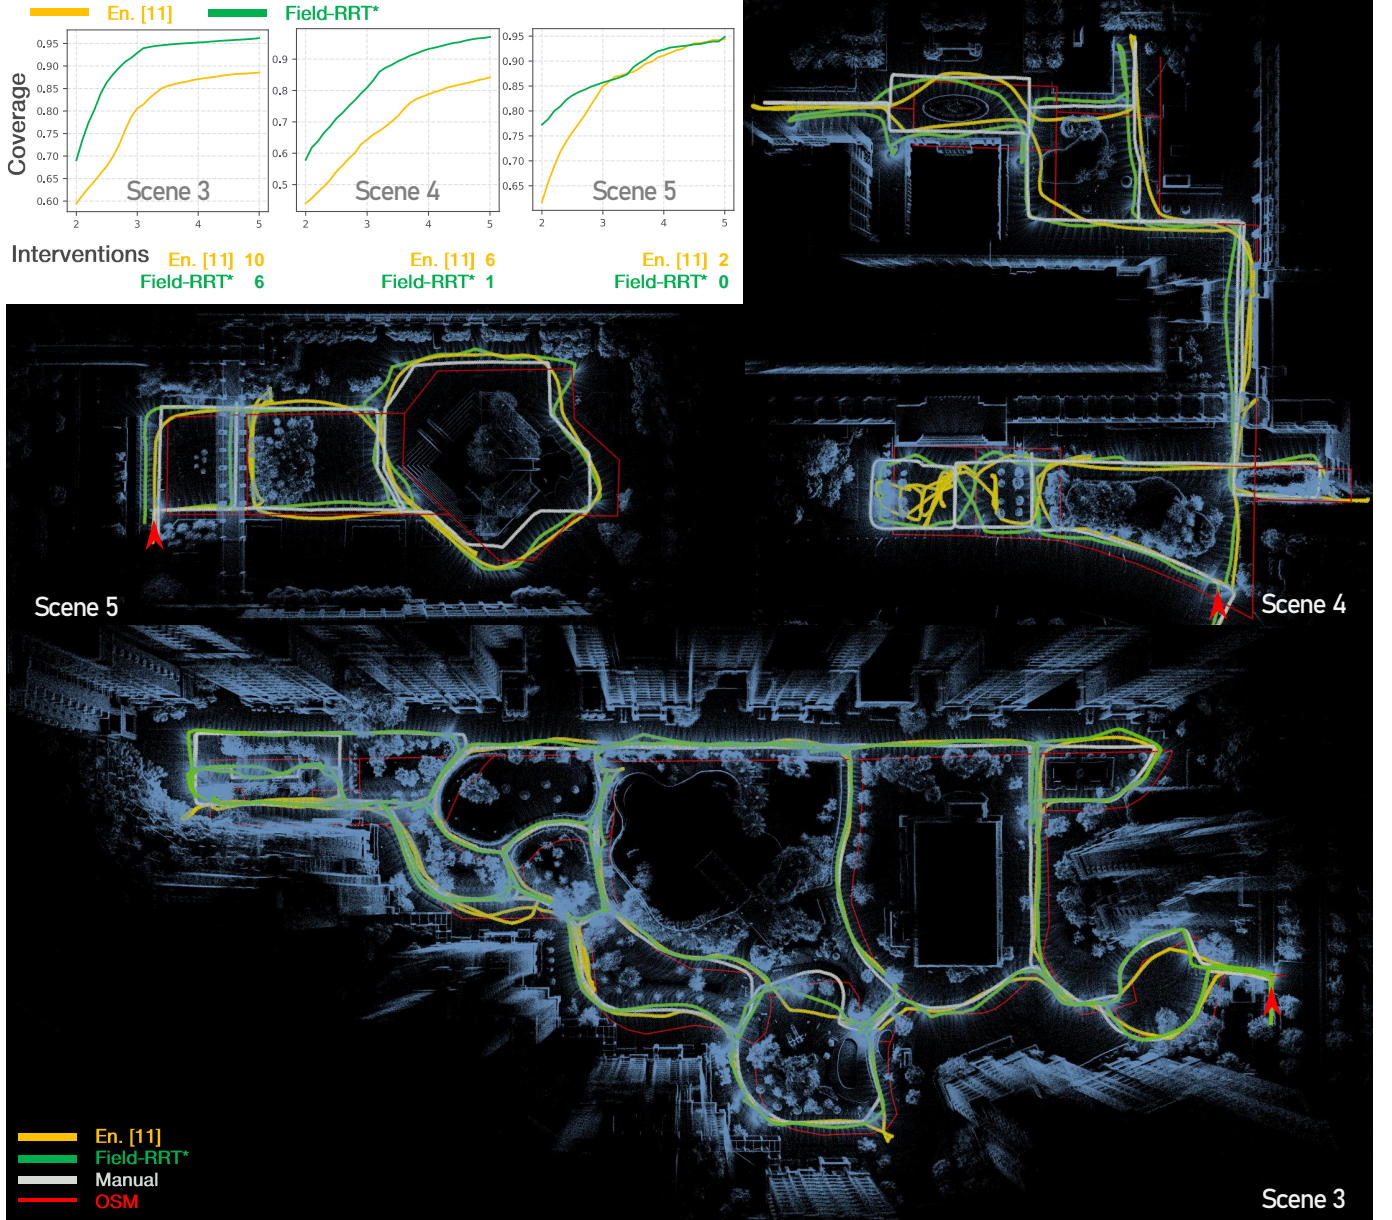 En. [11] Field-RRT*
Coverage
0.95
0.90
0.85
0.80
0.75
0.70
0.65
0.60
2 3 4 5
Scene 3
0.9
0.8
0.7
0.6
0.5
2 3 4 5
Scene 4
0.95
0.90
0.85
0.80
0.75
0.70
0.65
2 3 4 5
Scene 5
Interventions
En. [11] 10
Field-RRT* 6
En. [11] 6
Field-RRT* 1
En. [11] 2
Field-RRT* 0
Scene 5
Scene 4
En. [11]
Field-RRT*
Manual
OSM
Scene 3